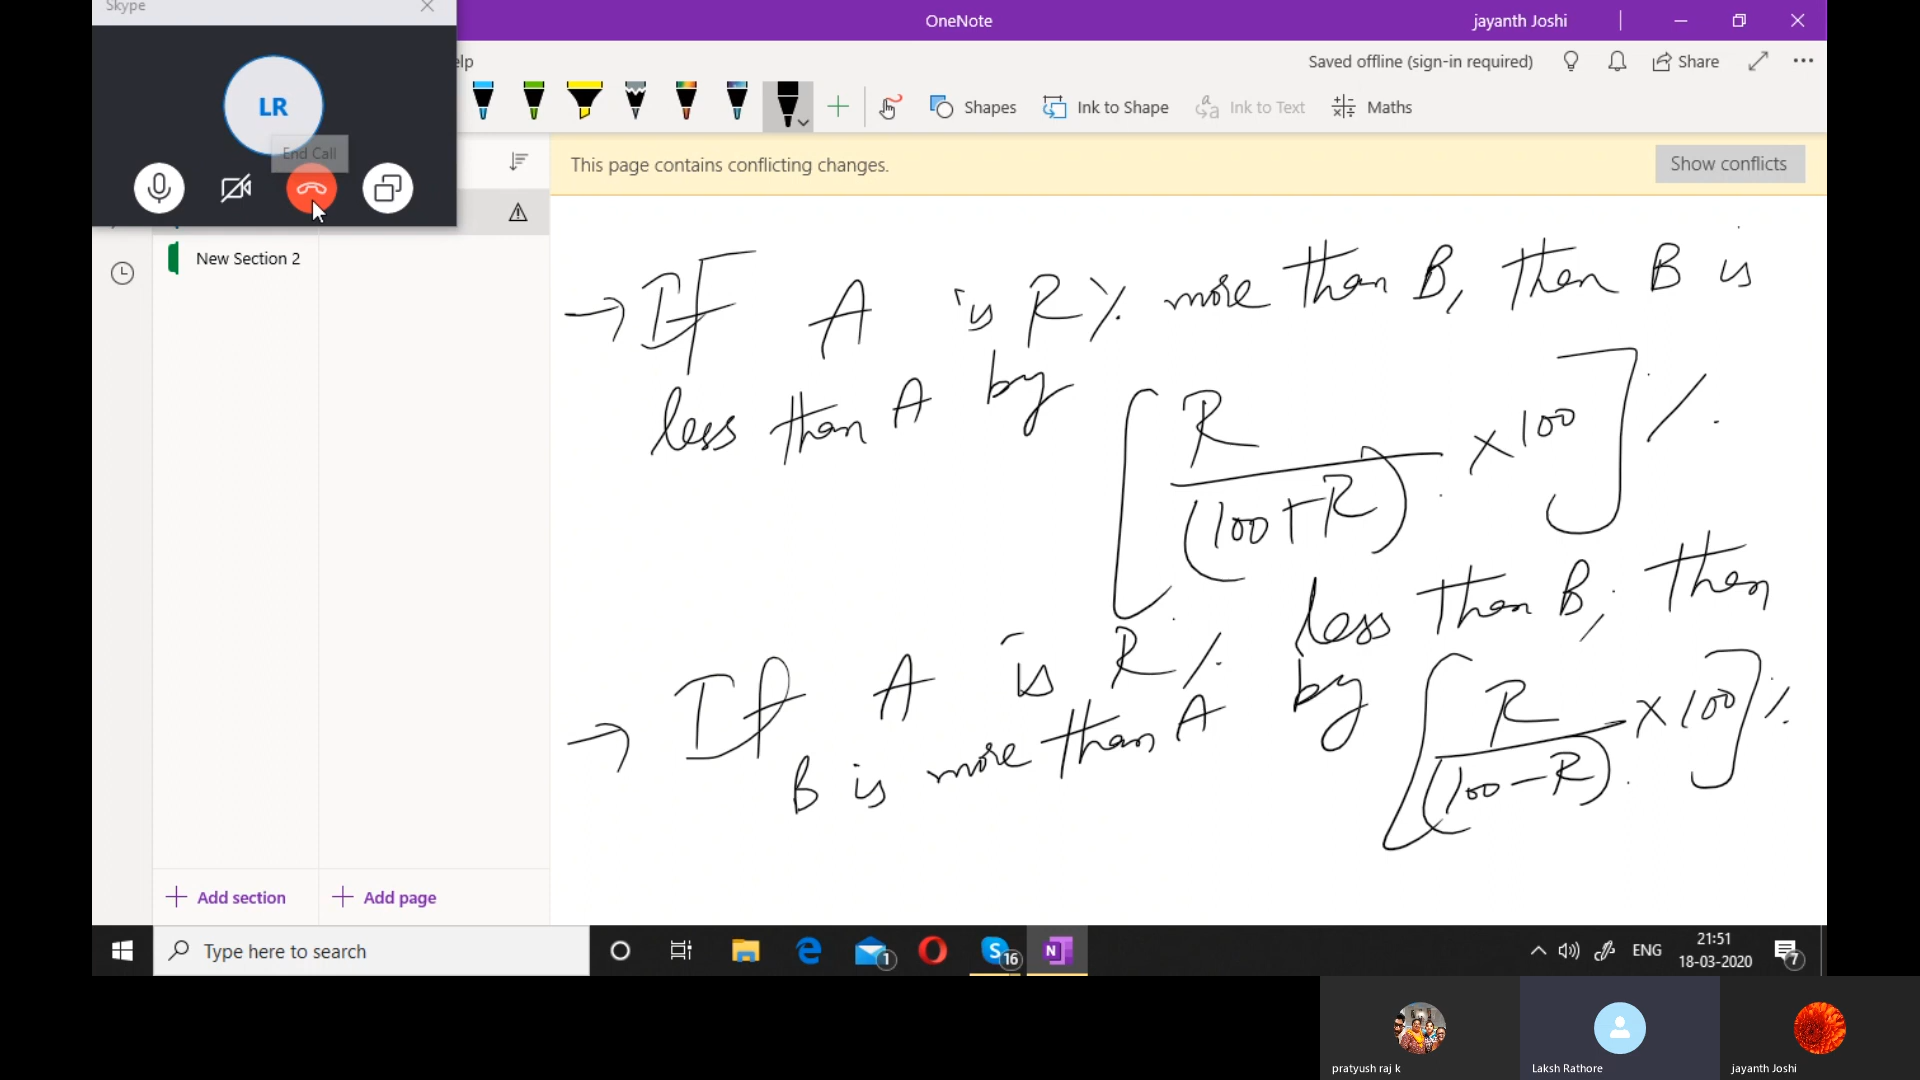 Skype
OneNote
jayanth Joshi
elp
Saved offline (sign-in required)
Share
Shapes
Ink to Shape
Ink to Text
Maths
LR
End Call
This page contains conflicting changes.
Show conflicts
New Section 2
→ If A is R% more than B, then B is
less than A by [R/(100+R) × 100] %.
→ If A is R% less than B, then
B is more than A by [R/(100-R) × 100] %.
Add section
Add page
Type here to search
1
16
ENG
21:51
18-03-2020
7
pratyush raj k
Laksh Rathore
jayanth Joshi